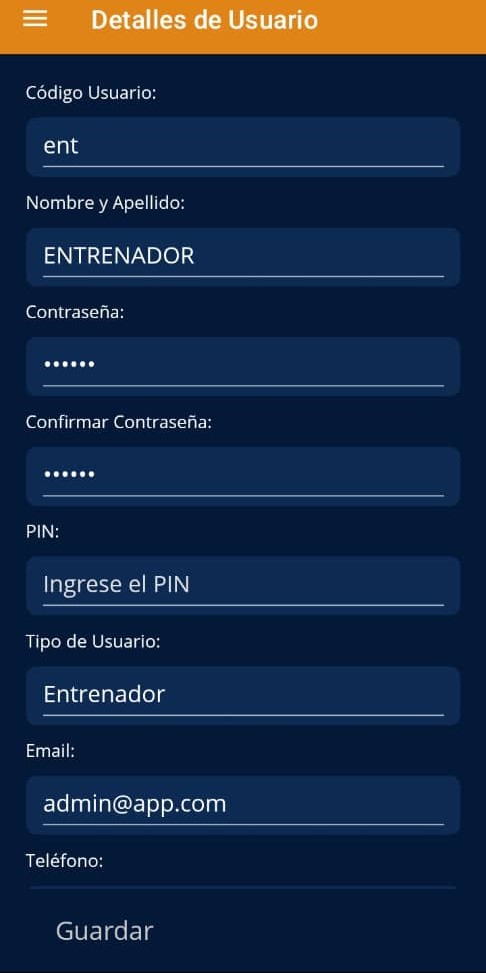 Detalles de Usuario
Código Usuario:
ent
Nombre y Apellido:
ENTRENADOR
Contraseña:
••••••
Confirmar Contraseña:
••••••
PIN:
Ingrese el PIN
Tipo de Usuario:
Entrenador
Email:
admin@app.com
Teléfono:
Guardar